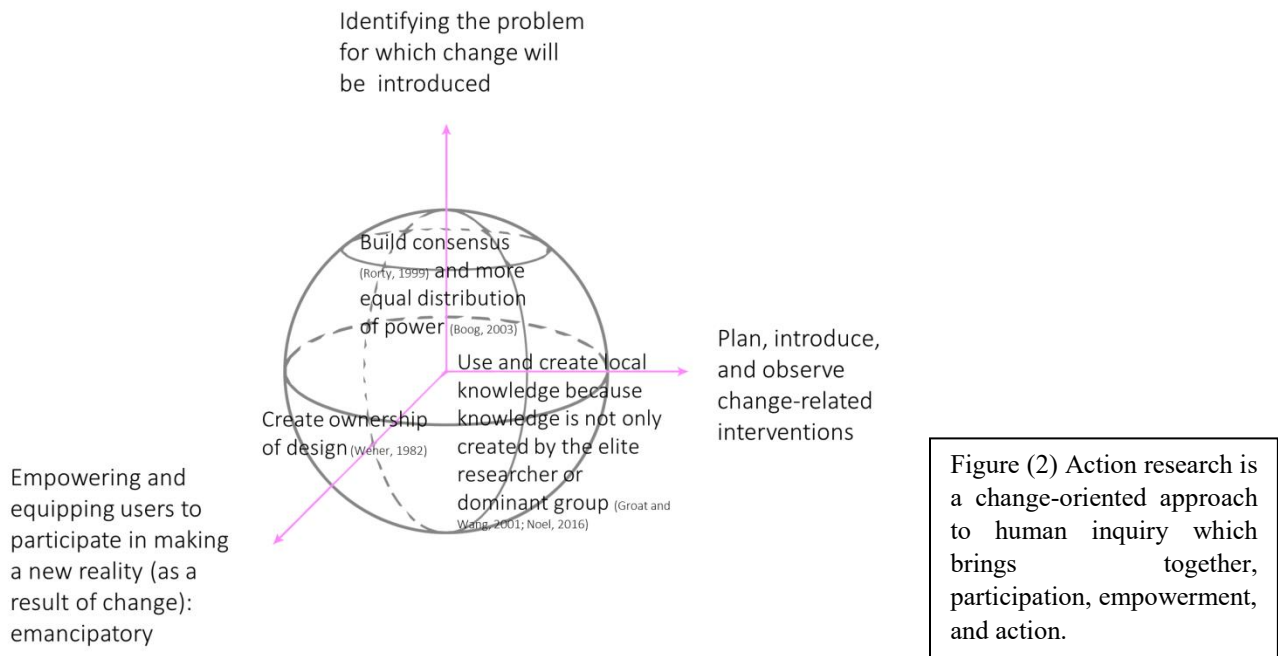 Identifying the problem
for which change will
be introduced
Build consensus
(Rorty, 1999) and more
equal distribution
of power (Boog, 2003)
Use and create local
knowledge because
knowledge is not only
created by the elite
researcher or
dominant group (Groat and
Wang, 2001; Noel, 2016)
Create ownership
of design (Weher, 1982)
Plan, introduce,
and observe
change-related
interventions
Empowering and
equipping users to
participate in making
a new reality (as a
result of change):
emancipatory
Figure (2) Action research is
a change-oriented approach
to human inquiry which
brings together,
participation, empowerment,
and action.